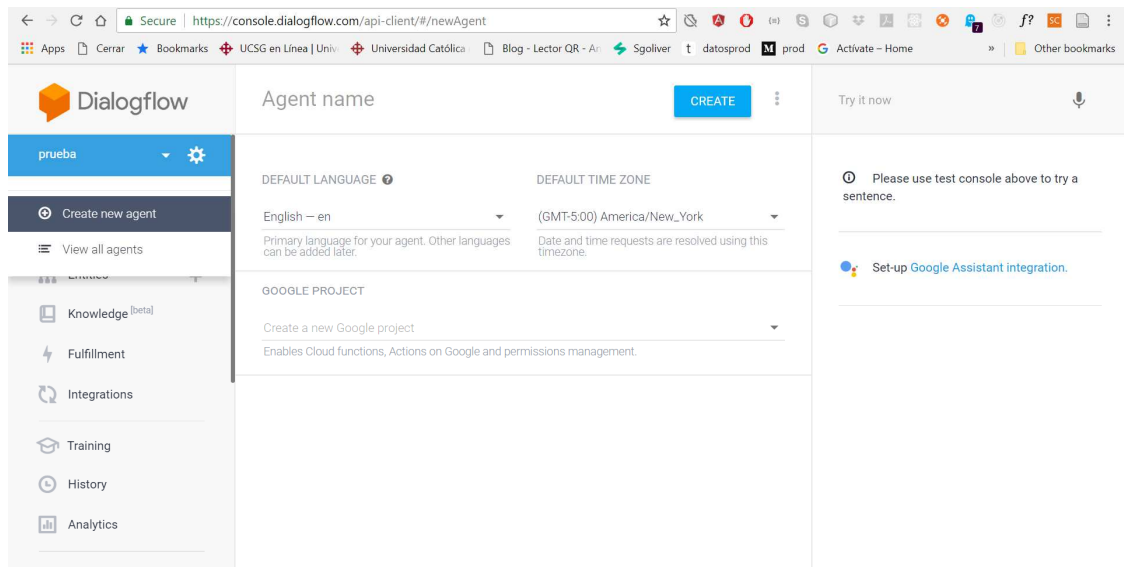 Secure | https://console.dialogflow.com/api-client/#/newAgent
f?
SC
7
Apps Cerrar Bookmarks UCSG en Línea | Univ Universidad Católica Blog - Lector QR - An Sgoliver t datosprod M prod G Actívate – Home » Other bookmarks
Dialogflow
Agent name
CREATE
Try it now
prueba
Create new agent
View all agents
Entities
Knowledge [beta]
Fulfillment
Integrations
Training
History
Analytics
DEFAULT LANGUAGE
English — en
Primary language for your agent. Other languages
can be added later.
DEFAULT TIME ZONE
(GMT-5:00) America/New_York
Date and time requests are resolved using this
timezone.
GOOGLE PROJECT
Create a new Google project
Enables Cloud functions, Actions on Google and permissions management.
Please use test console above to try a
sentence.
Set-up Google Assistant integration.